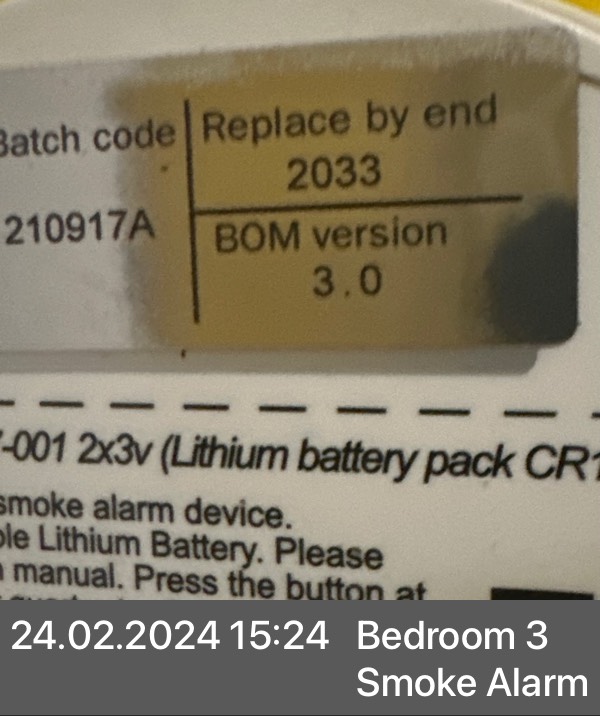 Batch code
210917A
Replace by end
2033
BOM version
3.0
-001 2x3v (Lithium battery pack CR1
smoke alarm device.
ble Lithium Battery. Please
manual. Press the button at
24.02.2024 15:24
Bedroom 3
Smoke Alarm